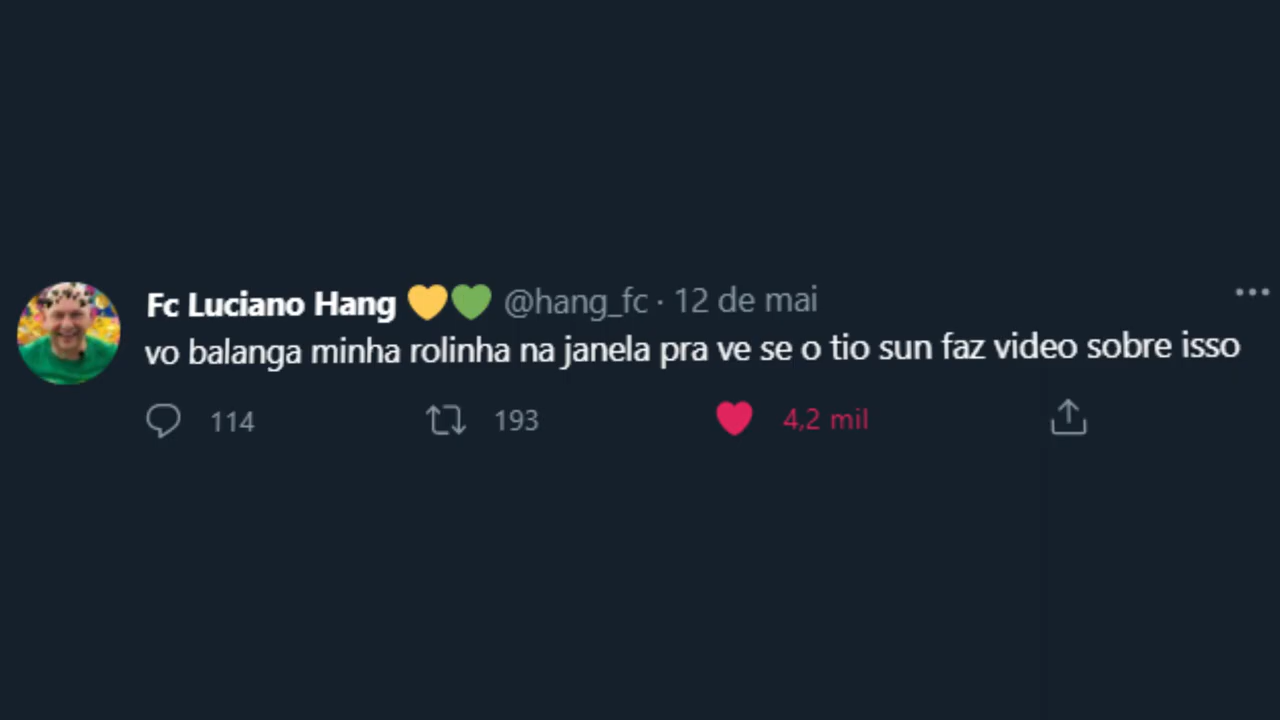 Fc Luciano Hang 💛💚 @hang_fc · 12 de mai
vo balanga minha rolinha na janela pra ve se o tio sun faz video sobre isso
114 193 4,2 mil